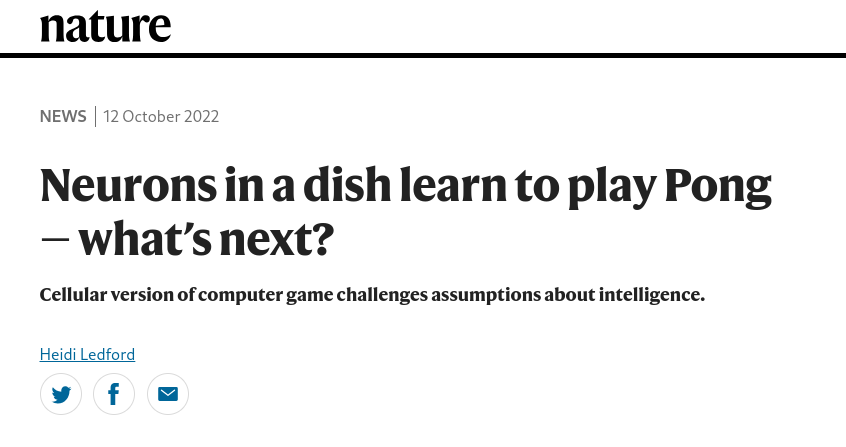 nature
NEWS | 12 October 2022
Neurons in a dish learn to play Pong
— what’s next?
Cellular version of computer game challenges assumptions about intelligence.
Heidi Ledford